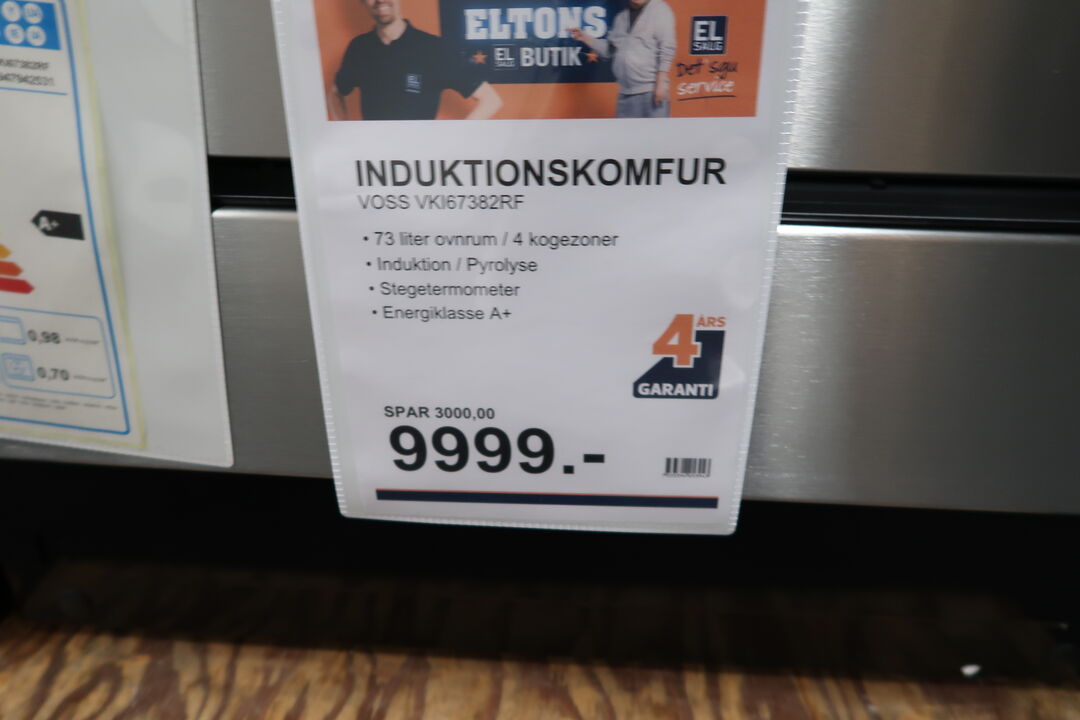 ELTONS
EL SALG BUTIK
EL SALG
Det sgu service
INDUKTIONSKOMFUR
VOSS VKI67382RF
• 73 liter ovnrum / 4 kogezoner
• Induktion / Pyrolyse
• Stegetermometer
• Energiklasse A+
4 ÅRS
GARANTI
SPAR 3000,00
9999.-
A+
0,98
0,70